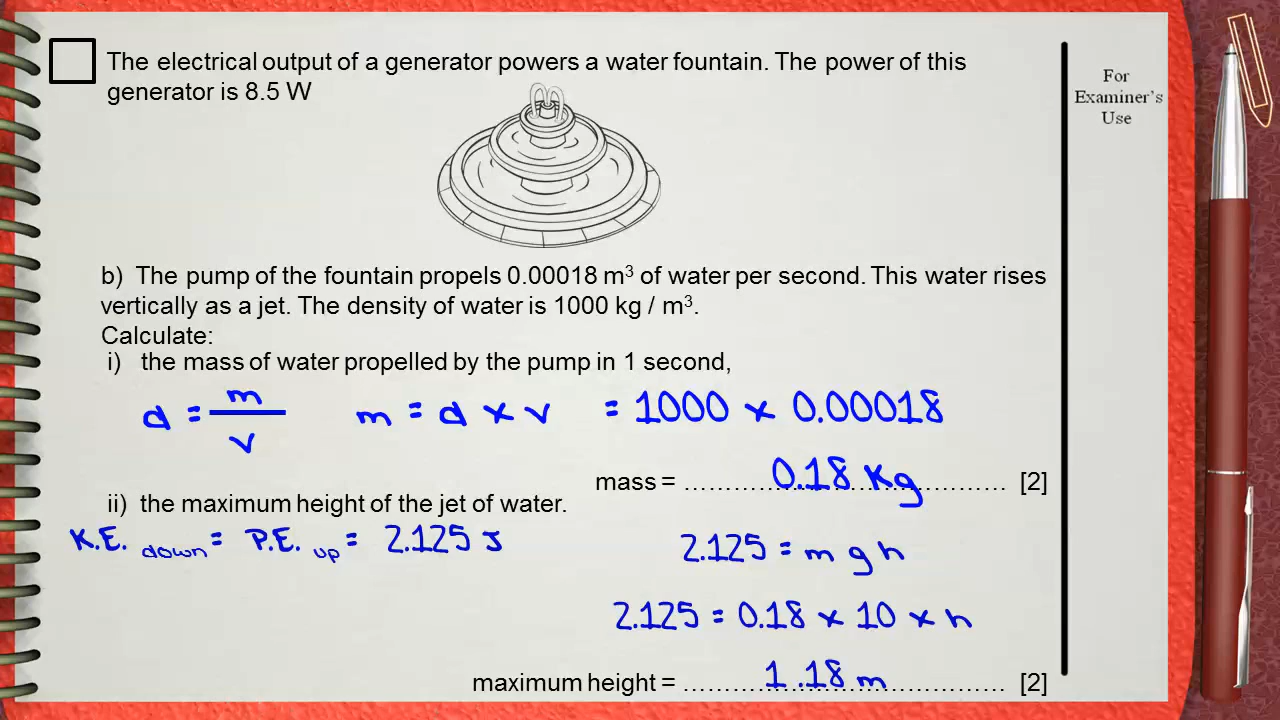 The electrical output of a generator powers a water fountain. The power of this
generator is 8.5 W
For
Examiner's
Use
b) The pump of the fountain propels 0.00018 m³ of water per second. This water rises
vertically as a jet. The density of water is 1000 kg / m³.
Calculate:
i) the mass of water propelled by the pump in 1 second,
d = m/v m = d x v = 1000 x 0.00018
mass = ........................................ [2]
0.18 Kg
ii) the maximum height of the jet of water.
K.E. down = P.E. up = 2.125 J
2.125 = m g h
2.125 = 0.18 x 10 x h
maximum height = ........................................ [2]
1.18 m